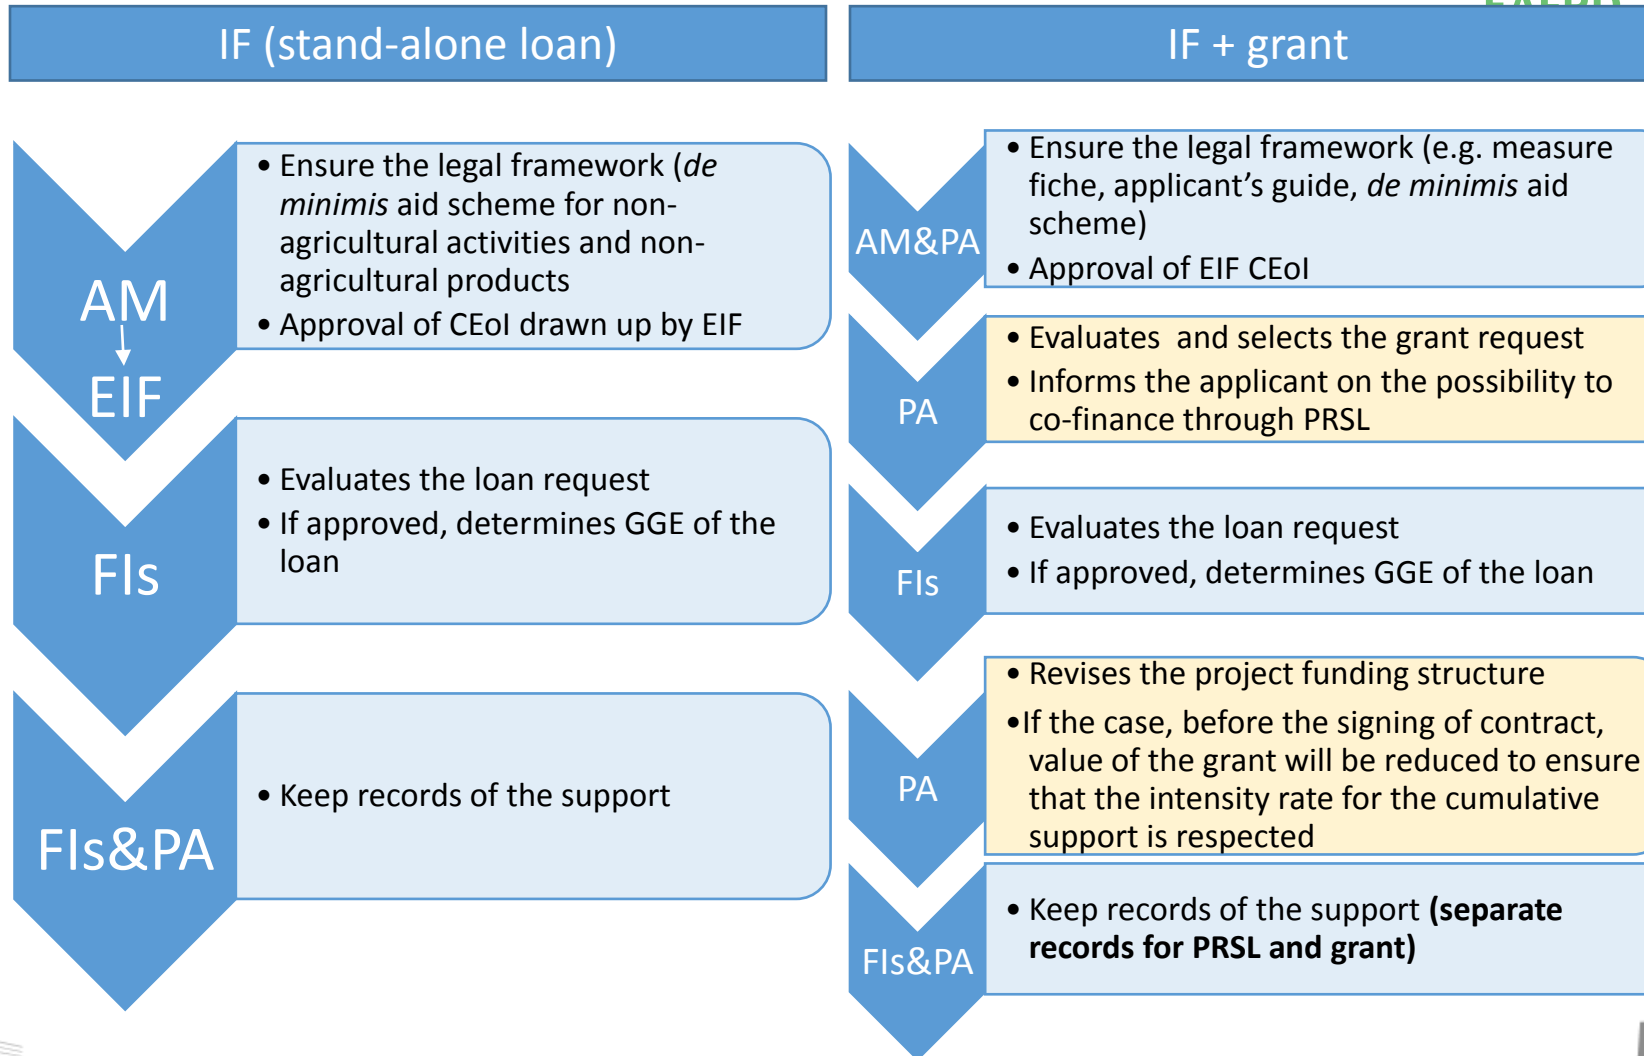 IF (stand-alone loan)
AM
EIF
• Ensure the legal framework (de
minimis aid scheme for non-
agricultural activities and non-
agricultural products
• Approval of CEoI drawn up by EIF
FIs
• Evaluates the loan request
• If approved, determines GGE of the
loan
FIs&PA
• Keep records of the support
IF + grant
AM&PA
• Ensure the legal framework (e.g. measure
fiche, applicant’s guide, de minimis aid
scheme)
• Approval of EIF CEoI
PA
• Evaluates  and selects the grant request
• Informs the applicant on the possibility to
co-finance through PRSL
FIs
• Evaluates the loan request
• If approved, determines GGE of the loan
PA
• Revises the project funding structure
•If the case, before the signing of contract,
value of the grant will be reduced to ensure
that the intensity rate for the cumulative
support is respected
FIs&PA
• Keep records of the support (separate
records for PRSL and grant)